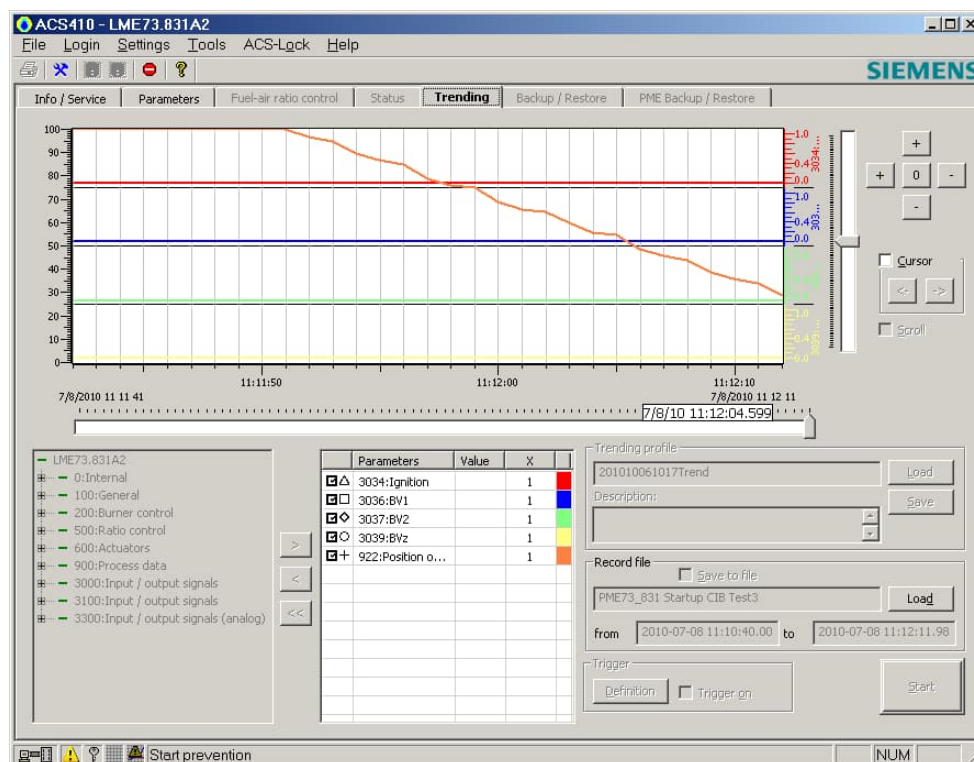 ACS410 - LME73.831A2
File Login Settings Tools ACS-Lock Help
SIEMENS
Info / Service Parameters Fuel-air ratio control Status Trending Backup / Restore PME Backup / Restore
100
90
80
70
60
50
40
30
20
10
0
1.0
0.4
0.0
3034:...
1.0
0.4
0.0
303...
1.0
0.4
0.0
3039:...
+
+ 0 -
-
Cursor
<- ->
Scroll
11:11:50 11:12:00 11:12:10
7/8/2010 11 11 41 7/8/2010 11 12 11
7/8/10 11:12:04.599
LME73.831A2
0:Internal
100:General
200:Burner control
500:Ratio control
600:Actuators
900:Process data
3000:Input / output signals
3100:Input / output signals
3300:Input / output signals (analog)
>
<
<<
Parameters Value X
3034:Ignition 1
3036:BV1 1
3037:BV2 1
3039:BVz 1
922:Position o... 1
Trending profile
201010061017Trend Load
Description: Save
Record file
Save to file
PME73_831 Startup CIB Test3 Load
from 2010-07-08 11:10:40.00 to 2010-07-08 11:12:11.98
Trigger
Definition Trigger on
Start
Start prevention NUM